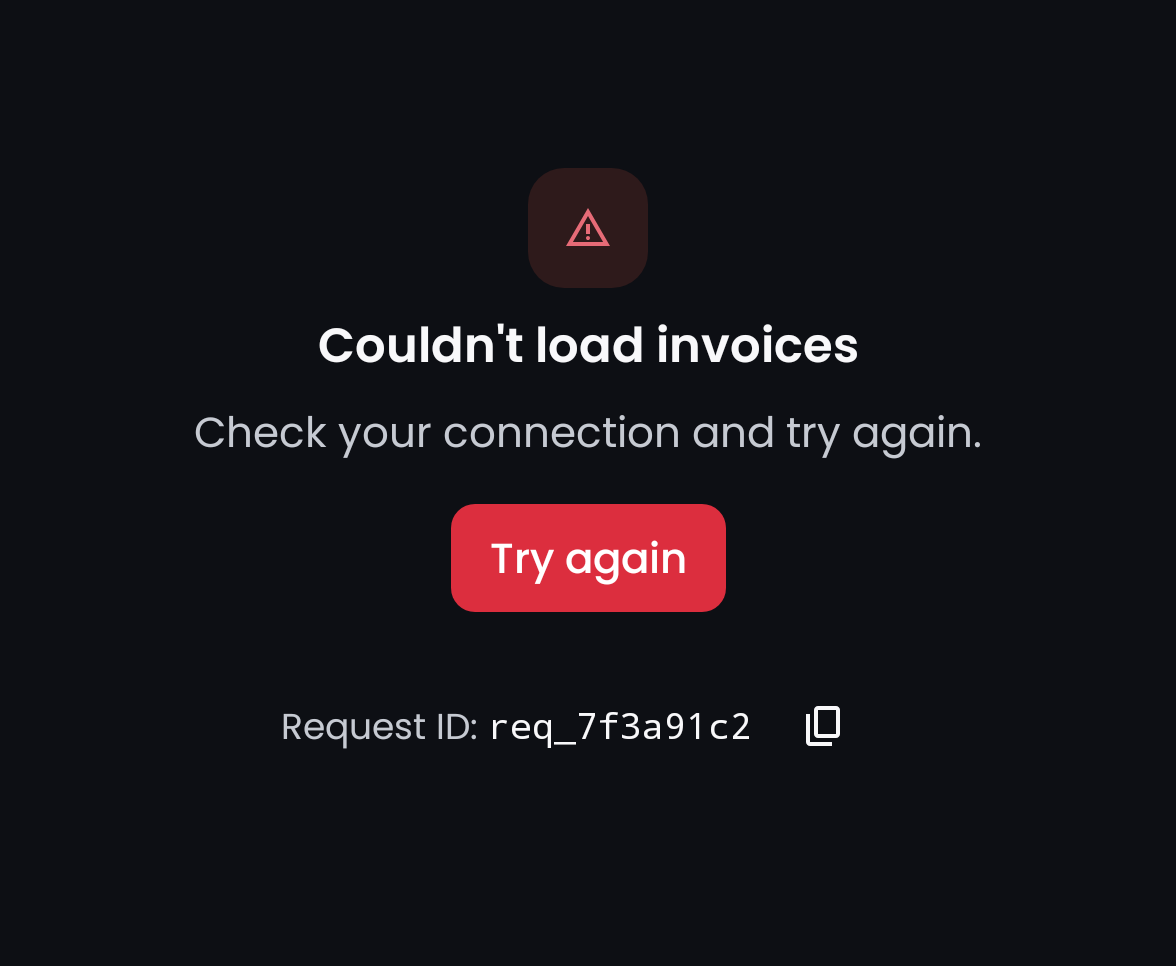 Couldn't load invoices
Check your connection and try again.
Try again
Request ID: req_7f3a91c2